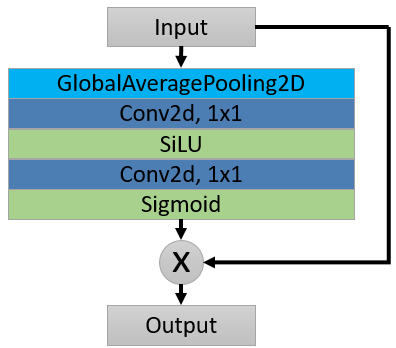 Input
GlobalAveragePooling2D
Conv2d, 1x1
SiLU
Conv2d, 1x1
Sigmoid
X
Output